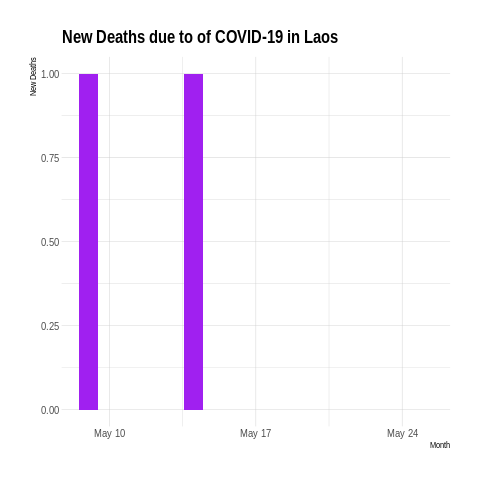 New Deaths due to of COVID-19 in Laos
New Deaths
1.00
0.75
0.50
0.25
0.00
May 10
May 17
May 24
Month